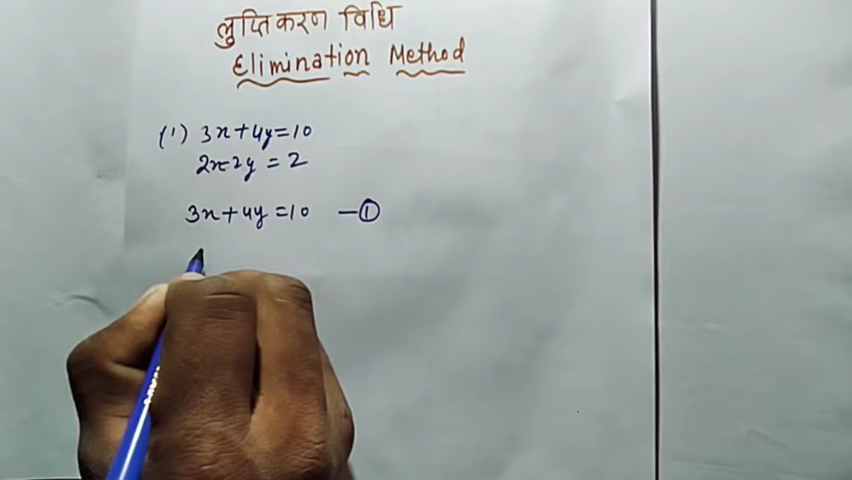 लुप्तिकरण विधि
Elimination Method
(1) 3x+4y=10
2x-2y = 2
3x+4y =10 —①